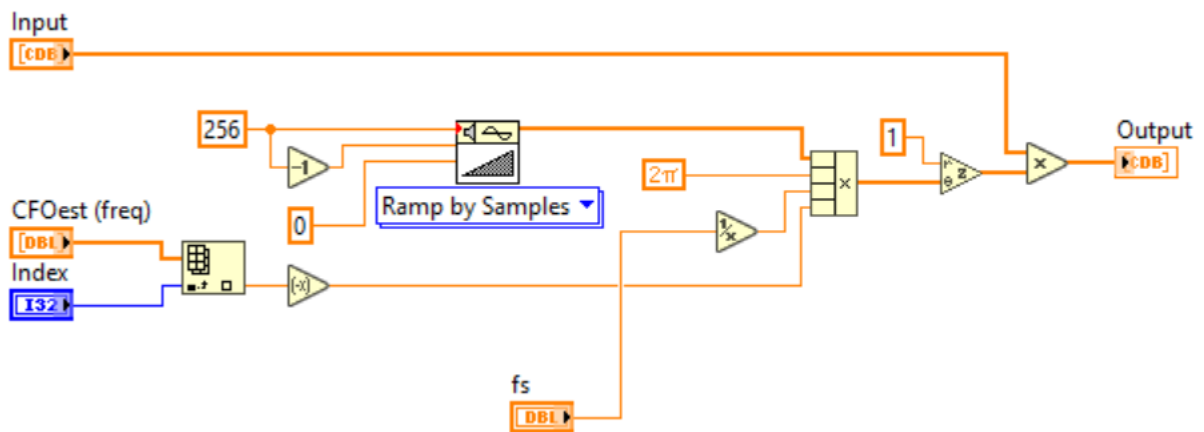 Input
[CDB]
256
-1
Ramp by Samples
0
2π
1/x
x
1
r
θ
z
x
Output
CDB]
CFOest (freq)
[DBL]
Index
I32
(-x)
fs
DBL